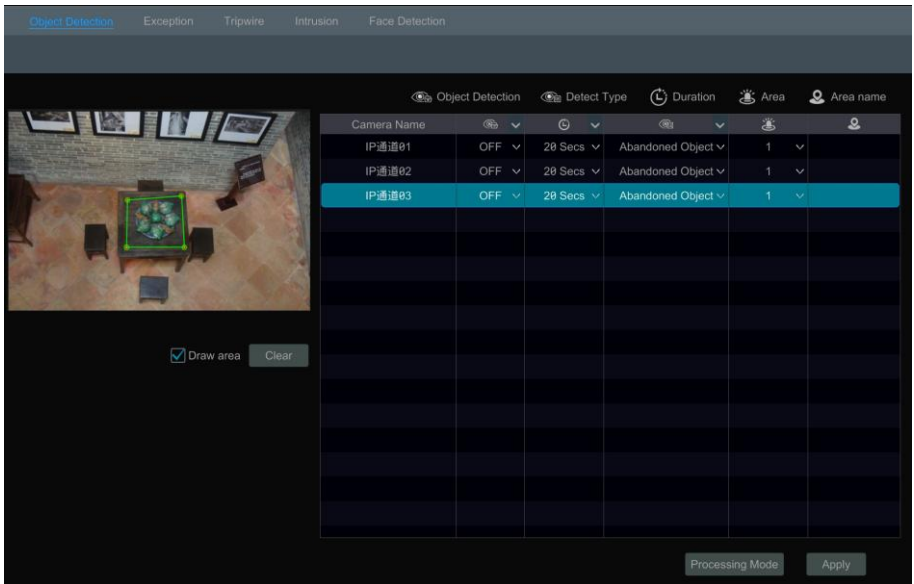 Object Detection Exception Tripwire Intrusion Face Detection
Object Detection Detect Type Duration Area Area name
Camera Name
IP通道01 OFF 20 Secs Abandoned Object 1
IP通道02 OFF 20 Secs Abandoned Object 1
IP通道03 OFF 20 Secs Abandoned Object 1
Draw area Clear
Processing Mode Apply